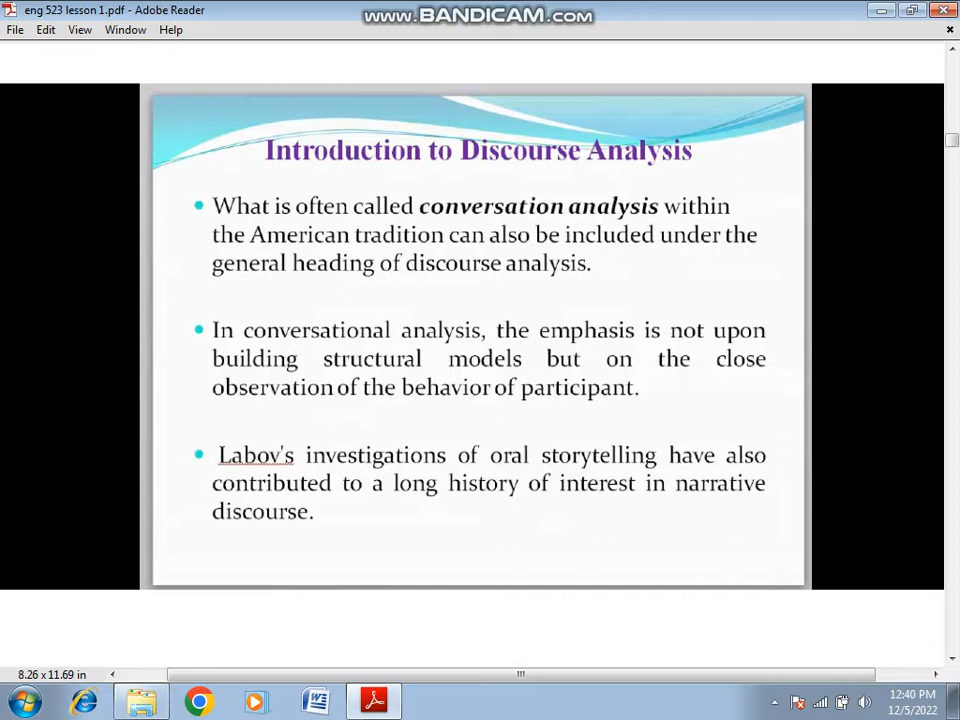 eng 523 lesson 1.pdf - Adobe Reader
www.BANDICAM.com
File Edit View Window Help
Introduction to Discourse Analysis
What is often called conversation analysis within
the American tradition can also be included under the
general heading of discourse analysis.
In conversational analysis, the emphasis is not upon
building structural models but on the close
observation of the behavior of participant.
Labov's investigations of oral storytelling have also
contributed to a long history of interest in narrative
discourse.
8.26 x 11.69 in
12:40 PM
12/5/2022